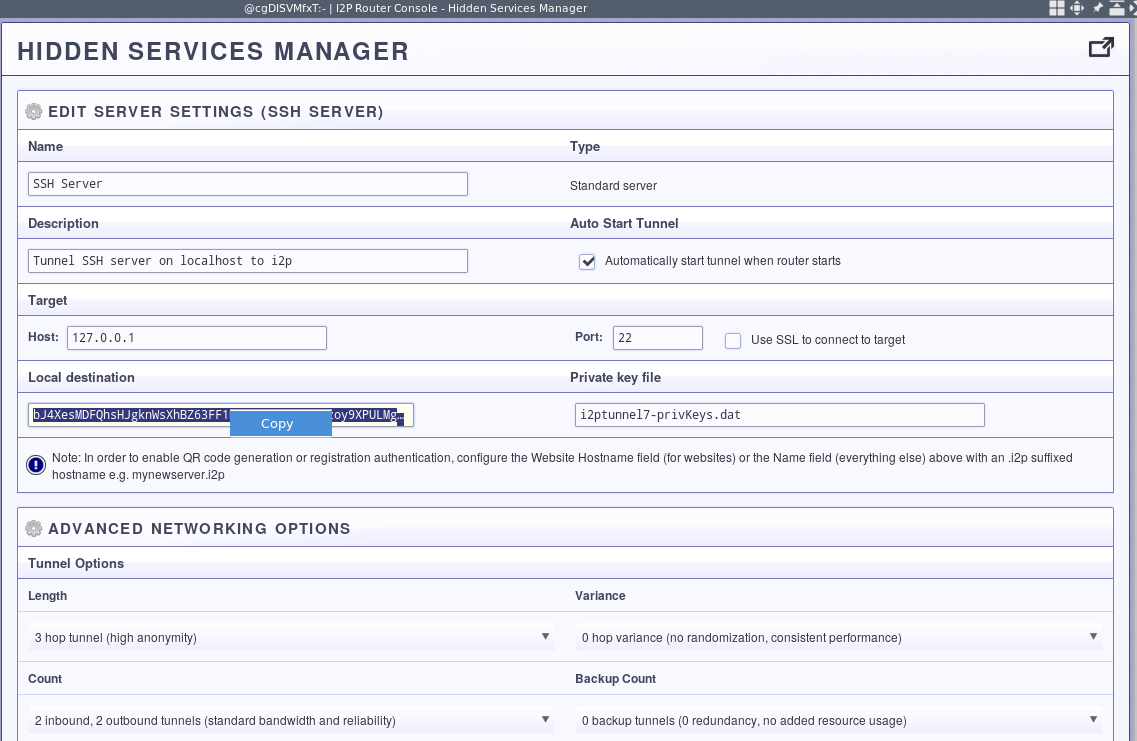 @cgDISVMfxT:- | I2P Router Console - Hidden Services Manager
HIDDEN SERVICES MANAGER
EDIT SERVER SETTINGS (SSH SERVER)
Name Type
SSH Server Standard server
Description Auto Start Tunnel
Tunnel SSH server on localhost to i2p Automatically start tunnel when router starts
Target
Host: 127.0.0.1 Port: 22 Use SSL to connect to target
Local destination Private key file
bJ4XesMDFQhsHJgknWsXhBZ63FF1 Copy oy9XPULMg… i2ptunnel7-privKeys.dat
Note: In order to enable QR code generation or registration authentication, configure the Website Hostname field (for websites) or the Name field (everything else) above with an .i2p suffixed
hostname e.g. mynewserver.i2p
ADVANCED NETWORKING OPTIONS
Tunnel Options
Length Variance
3 hop tunnel (high anonymity) 0 hop variance (no randomization, consistent performance)
Count Backup Count
2 inbound, 2 outbound tunnels (standard bandwidth and reliability) 0 backup tunnels (0 redundancy, no added resource usage)